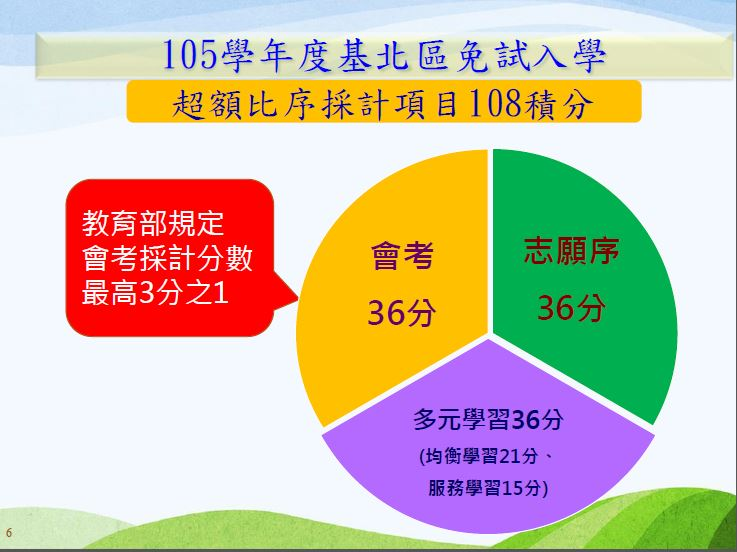 105學年度基北區免試入學
超額比序採計項目108積分
教育部規定
會考採計分數
最高3分之1
會考
36分
志願序
36分
多元學習36分
(均衡學習21分、
服務學習15分)
6